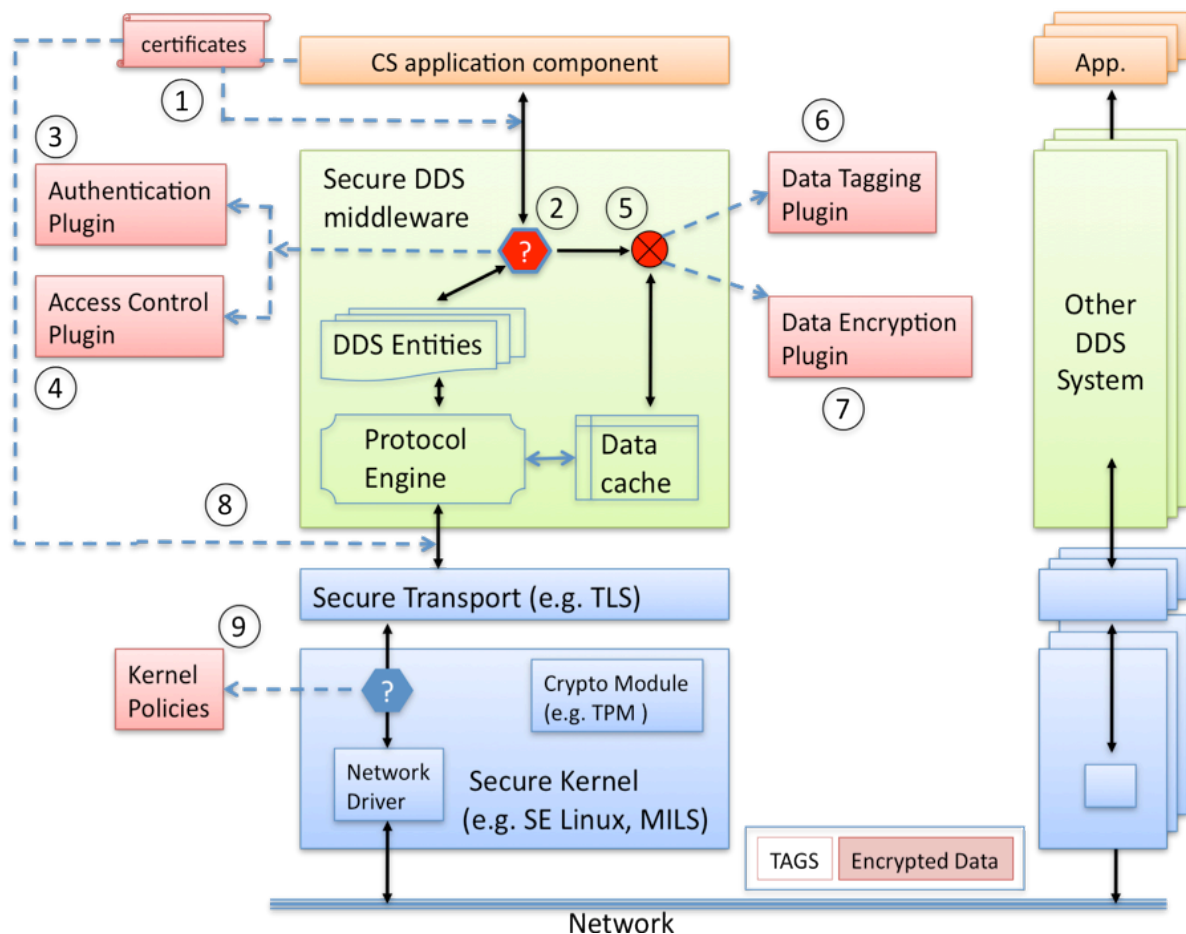 certificates
CS application component
App.
1
3
6
Authentication
Plugin
Secure DDS
middleware
2
5
Data Tagging
Plugin
?
Access Control
Plugin
4
DDS Entities
Data Encryption
Plugin
7
Other
DDS
System
Protocol
Engine
Data
cache
8
Secure Transport (e.g. TLS)
9
Kernel
Policies
?
Crypto Module
(e.g. TPM )
Network
Driver
Secure Kernel
(e.g. SE Linux, MILS)
TAGS
Encrypted Data
Network